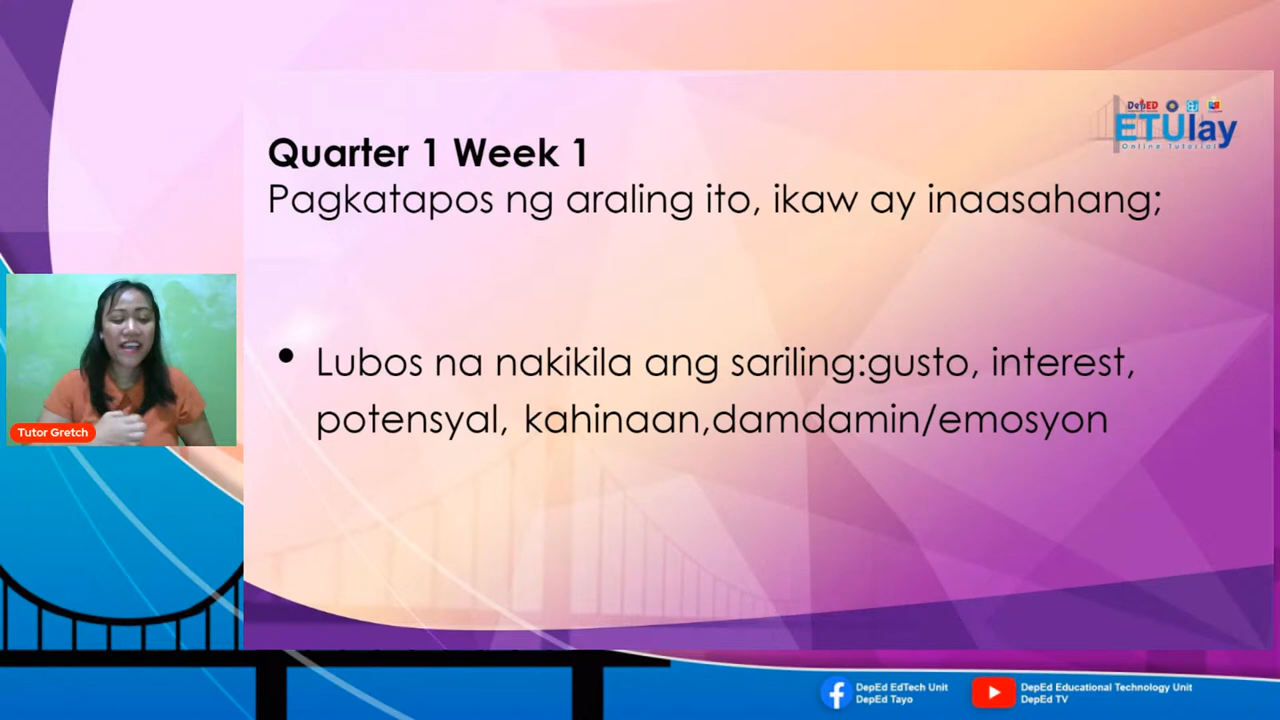 DepED
ETUlay
Online Tutorial
Quarter 1 Week 1
Pagkatapos ng araling ito, ikaw ay inaasahang;
• Lubos na nakikila ang sariling:gusto, interest,
potensyal, kahinaan,damdamin/emosyon
Tutor Gretch
DepEd EdTech Unit
DepEd Tayo
DepEd Educational Technology Unit
DepEd TV